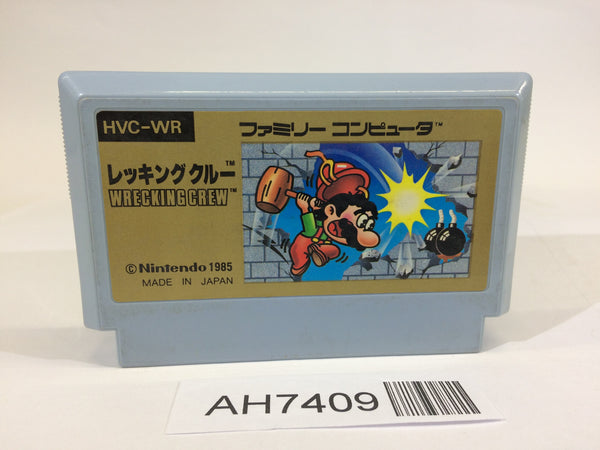 HVC-WR
ファミリー コンピュータ™
レッキングクルー™
WRECKING CREW™
©Nintendo 1985
MADE IN JAPAN
AH7409